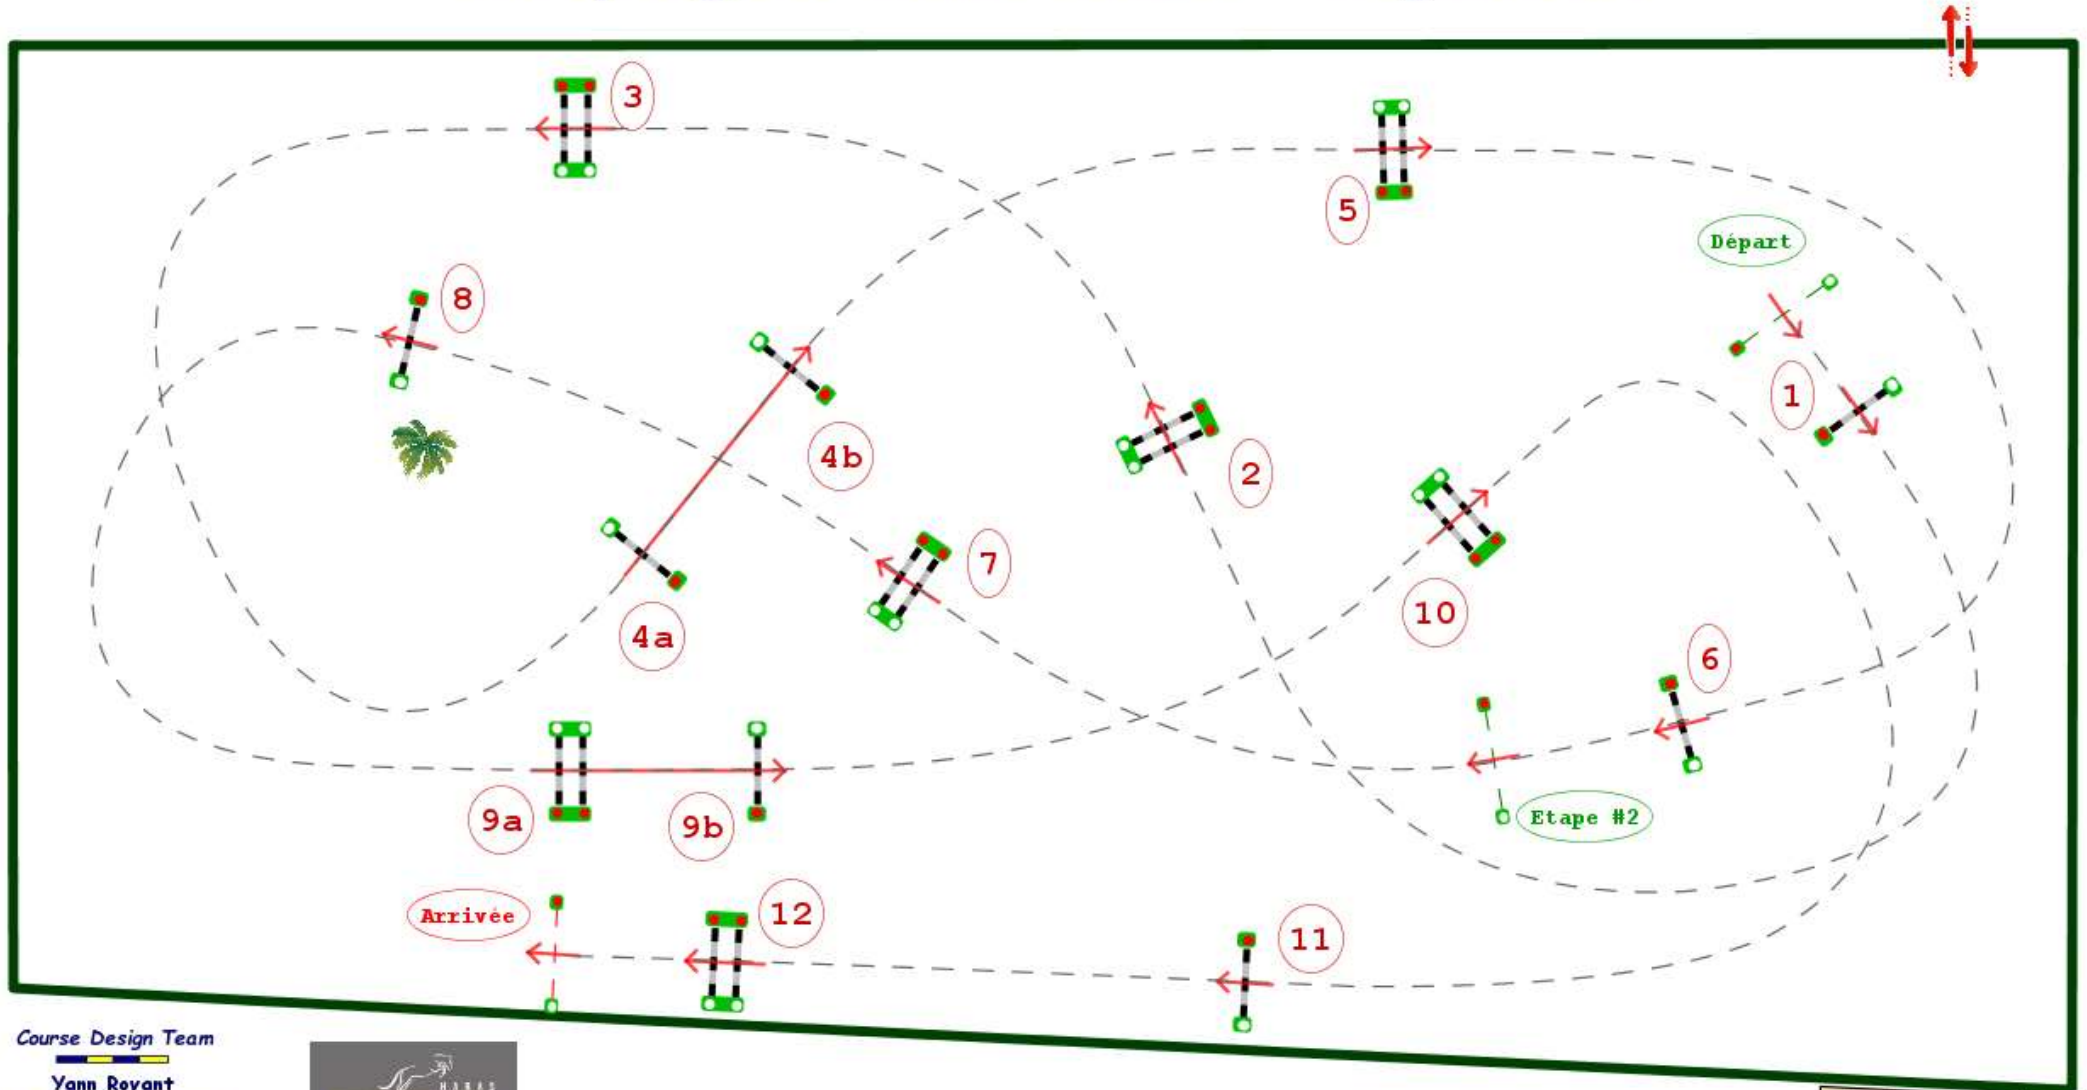 3
5
Départ
8
1
4b
2
7
10
4a
6
9a
9b
Etape #2
Arrivée
12
11
Course Design Team
Yann Royant
HARAS